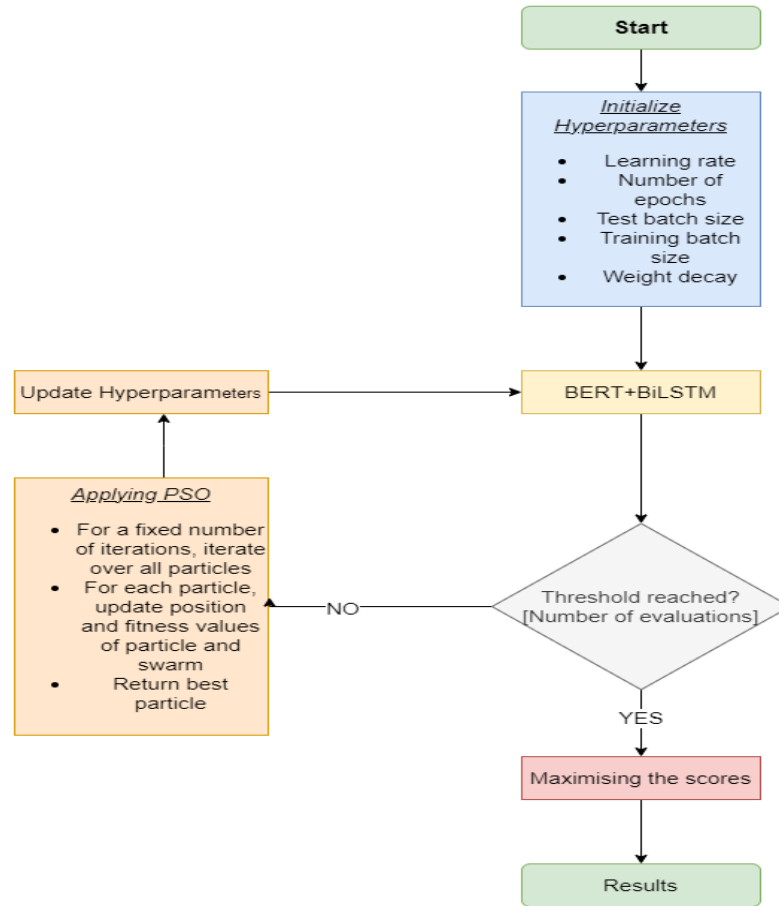 Start
Initialize
Hyperparameters
• Learning rate
• Number of
epochs
• Test batch size
• Training batch
size
• Weight decay
Update Hyperparameters
BERT+BiLSTM
Applying PSO
• For a fixed number
of iterations, iterate
over all particles
• For each particle,
update position
and fitness values
of particle and
swarm
• Return best
particle
NO
Threshold reached?
[Number of evaluations]
YES
Maximising the scores
Results